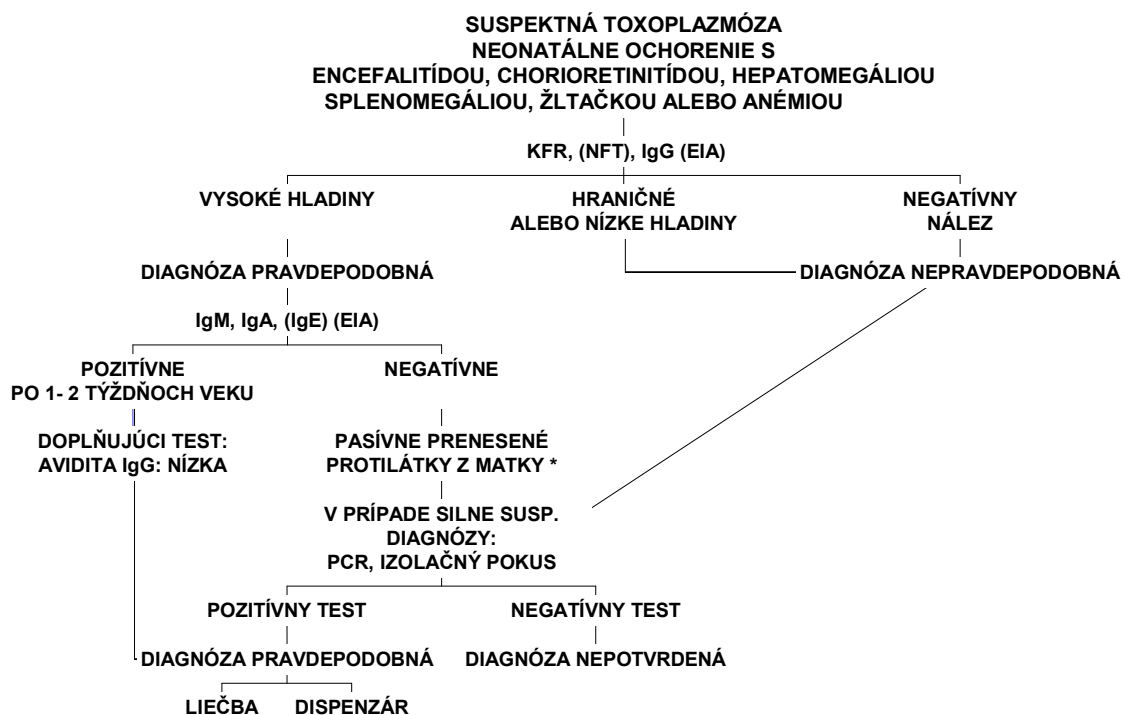 SUSPEKTNÁ TOXOPLAZMÓZA
NEONATÁLNE OCHORENIE S
ENCEFALITÍDOU, CHORIORETINITÍDOU, HEPATOMEGÁLIOU
SPLENOMEGÁLIOU, ŽLTAČKOU ALEBO ANÉMIOU
KFR, (NFT), IgG (EIA)
VYSOKÉ HLADINY
HRANIČNÉ
ALEBO NÍZKE HLADINY
NEGATÍVNY
NÁLEZ
DIAGNÓZA PRAVDEPODOBNÁ
DIAGNÓZA NEPRAVDEPODOBNÁ
IgM, IgA, (IgE) (EIA)
POZITÍVNE
PO 1- 2 TÝŽDŇOCH VEKU
NEGATÍVNE
DOPLŇUJÚCI TEST:
AVIDITA IgG: NÍZKA
PASÍVNE PRENESENÉ
PROTILÁTKY Z MATKY *
V PRÍPADE SILNE SUSP.
DIAGNÓZY:
PCR, IZOLAČNÝ POKUS
POZITÍVNY TEST
NEGATÍVNY TEST
DIAGNÓZA PRAVDEPODOBNÁ
DIAGNÓZA NEPOTVRDENÁ
LIEČBA
DISPENZÁR